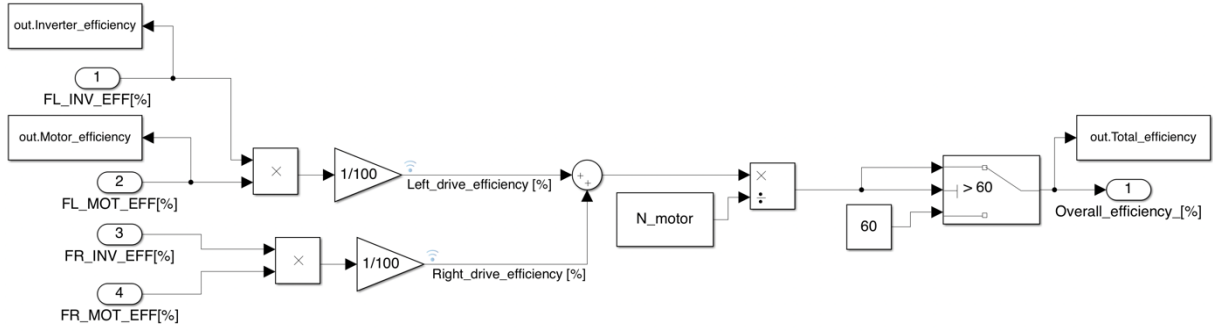 out.Inverter_efficiency
1
FL_INV_EFF[%]
out.Motor_efficiency
2
FL_MOT_EFF[%]
3
FR_INV_EFF[%]
4
FR_MOT_EFF[%]
×
1/100
Left_drive_efficiency [%]
×
1/100
Right_drive_efficiency [%]
+
+
N_motor
×
÷
60
> 60
out.Total_efficiency
1
Overall_efficiency_[%]